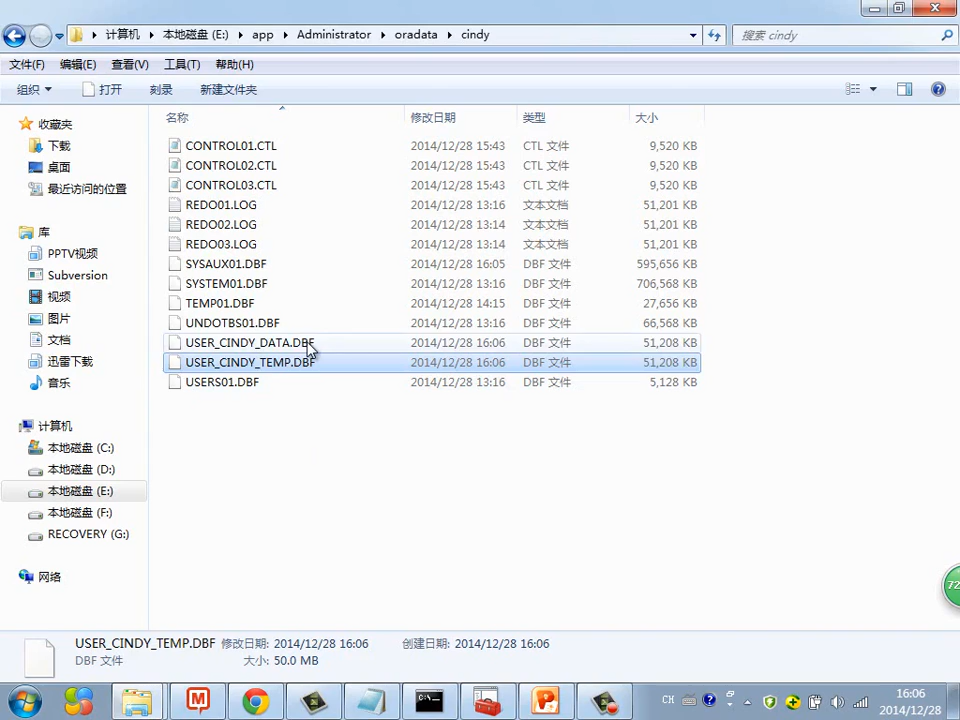 计算机 本地磁盘 (E:) app Administrator oradata cindy 搜索 cindy
文件(F) 编辑(E) 查看(V) 工具(T) 帮助(H)
组织 打开 刻录 新建文件夹
名称 修改日期 类型 大小
收藏夹
下载
桌面
最近访问的位置
库
PPTV视频
Subversion
视频
图片
文档
迅雷下载
音乐
计算机
本地磁盘 (C:)
本地磁盘 (D:)
本地磁盘 (E:)
本地磁盘 (F:)
RECOVERY (G:)
网络
CONTROL01.CTL 2014/12/28 15:43 CTL 文件 9,520 KB
CONTROL02.CTL 2014/12/28 15:43 CTL 文件 9,520 KB
CONTROL03.CTL 2014/12/28 15:43 CTL 文件 9,520 KB
REDO01.LOG 2014/12/28 13:16 文本文档 51,201 KB
REDO02.LOG 2014/12/28 13:14 文本文档 51,201 KB
REDO03.LOG 2014/12/28 13:14 文本文档 51,201 KB
SYSAUX01.DBF 2014/12/28 16:05 DBF 文件 595,656 KB
SYSTEM01.DBF 2014/12/28 16:05 DBF 文件 706,568 KB
TEMP01.DBF 2014/12/28 14:15 DBF 文件 27,656 KB
UNDOTBS01.DBF 2014/12/28 13:16 DBF 文件 66,568 KB
USER_CINDY_DATA.DBF 2014/12/28 16:06 DBF 文件 51,208 KB
USER_CINDY_TEMP.DBF 2014/12/28 16:06 DBF 文件 51,208 KB
USERS01.DBF 2014/12/28 13:16 DBF 文件 5,128 KB
72
USER_CINDY_TEMP.DBF 修改日期: 2014/12/28 16:06 创建日期: 2014/12/28 16:06
DBF 文件 大小: 50.0 MB
CH 16:06
2014/12/28